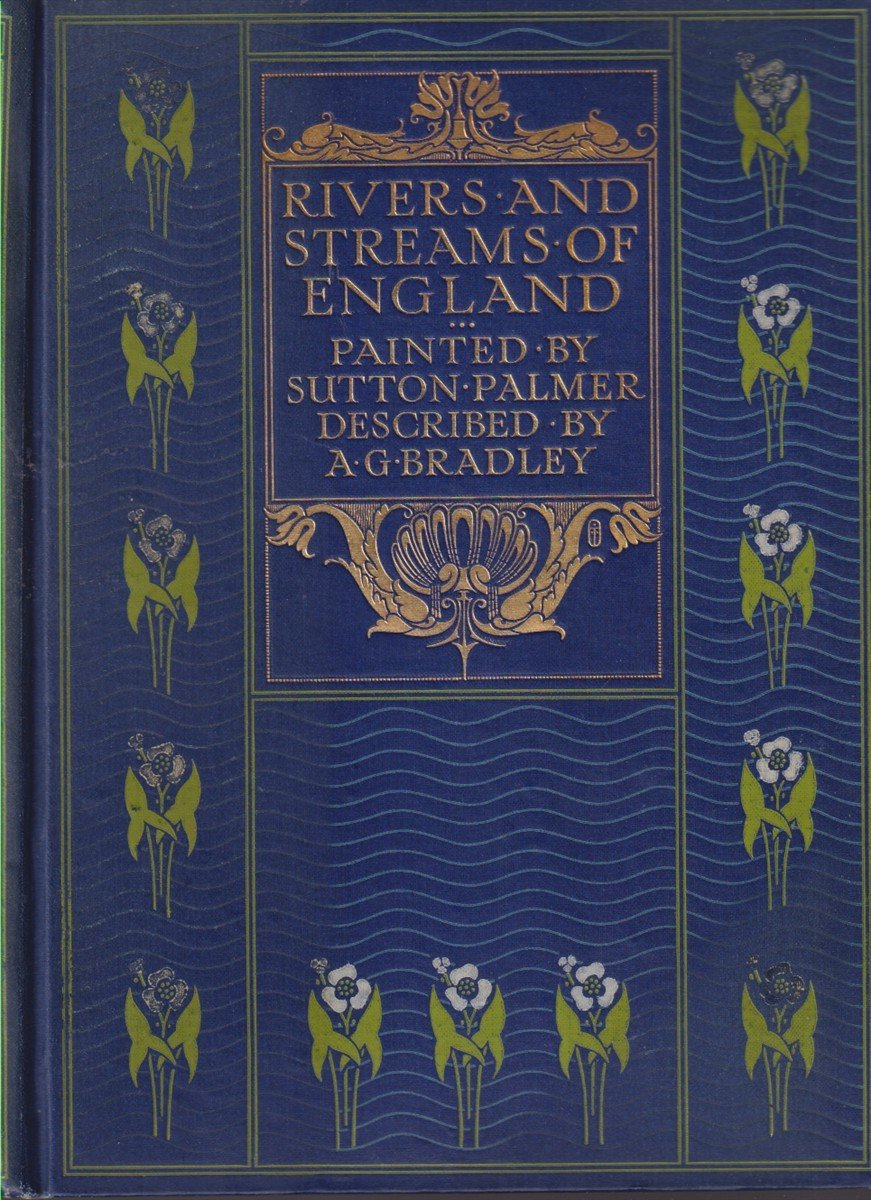 RIVERS·AND
STREAMS·OF
ENGLAND
...
PAINTED·BY
SUTTON·PALMER
DESCRIBED·BY
A·G·BRADLEY